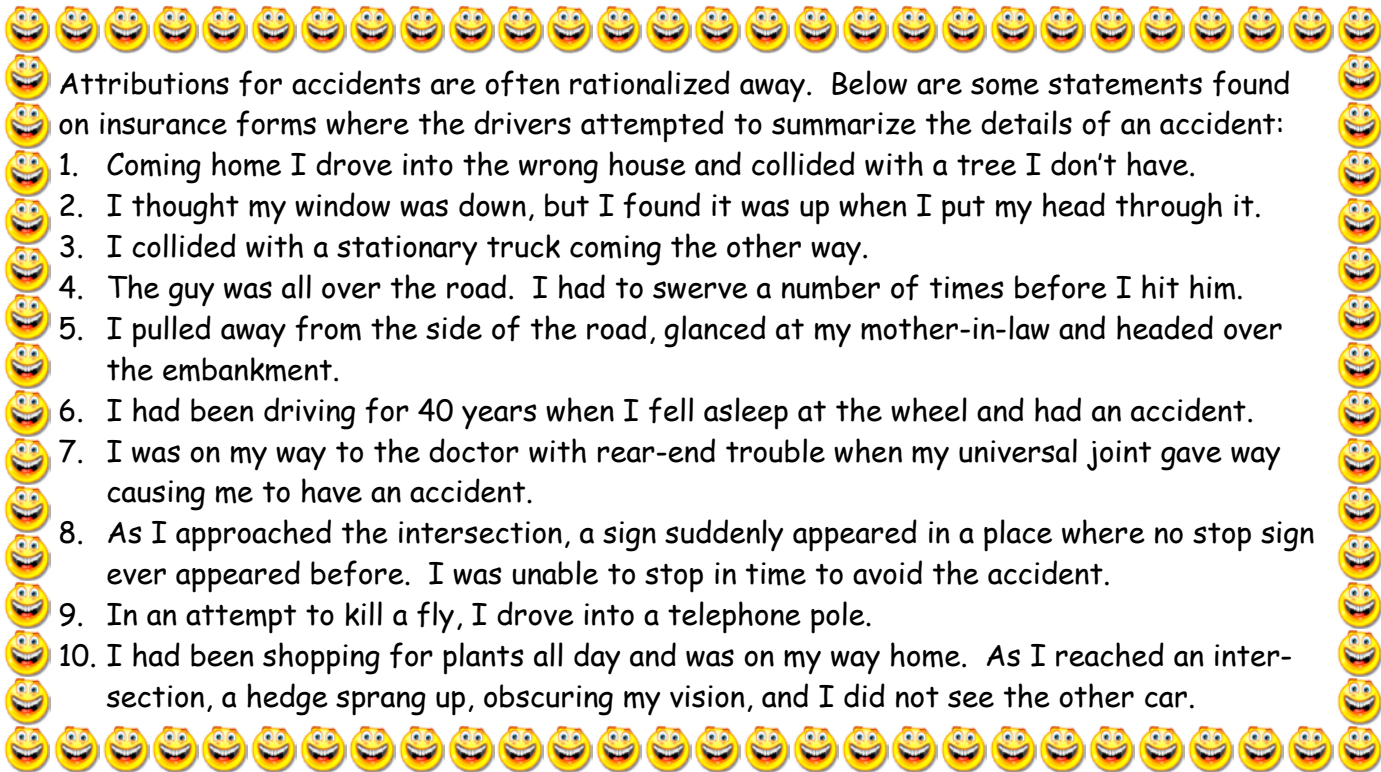 Attributions for accidents are often rationalized away.  Below are some statements found
on insurance forms where the drivers attempted to summarize the details of an accident:
1.  Coming home I drove into the wrong house and collided with a tree I don’t have.
2.  I thought my window was down, but I found it was up when I put my head through it.
3.  I collided with a stationary truck coming the other way.
4.  The guy was all over the road.  I had to swerve a number of times before I hit him.
5.  I pulled away from the side of the road, glanced at my mother-in-law and headed over
the embankment.
6.  I had been driving for 40 years when I fell asleep at the wheel and had an accident.
7.  I was on my way to the doctor with rear-end trouble when my universal joint gave way
causing me to have an accident.
8.  As I approached the intersection, a sign suddenly appeared in a place where no stop sign
ever appeared before.  I was unable to stop in time to avoid the accident.
9.  In an attempt to kill a fly, I drove into a telephone pole.
10. I had been shopping for plants all day and was on my way home.  As I reached an inter-
section, a hedge sprang up, obscuring my vision, and I did not see the other car.